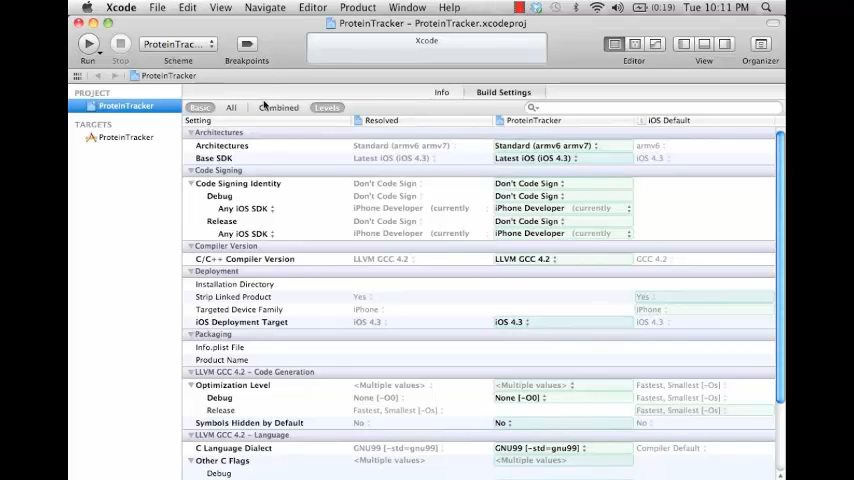 Xcode File Edit View Navigate Editor Product Window Help (0:19) Tue 10:11 PM
ProteinTracker – ProteinTracker.xcodeproj
ProteinTrac...
Xcode
Run Stop Scheme Breakpoints Editor View Organizer
ProteinTracker
PROJECT
ProteinTracker
TARGETS
ProteinTracker
Info Build Settings
Basic All Combined Levels
Setting Resolved ProteinTracker iOS Default
Architectures
Architectures Standard (armv6 armv7) Standard (armv6 armv7) armv6
Base SDK Latest iOS (iOS 4.3) Latest iOS (iOS 4.3) iOS 4.3
Code Signing
Code Signing Identity Don't Code Sign Don't Code Sign
Debug Don't Code Sign Don't Code Sign
Any iOS SDK iPhone Developer (currently iPhone Developer (currently
Release Don't Code Sign Don't Code Sign
Any iOS SDK iPhone Developer (currently iPhone Developer (currently
Compiler Version
C/C++ Compiler Version LLVM GCC 4.2 LLVM GCC 4.2 GCC 4.2
Deployment
Installation Directory
Strip Linked Product Yes Yes
Targeted Device Family iPhone iPhone
iOS Deployment Target iOS 4.3 iOS 4.3 iOS 4.3
Packaging
Info.plist File
Product Name
LLVM GCC 4.2 – Code Generation
Optimization Level <Multiple values> <Multiple values> Fastest, Smallest [-Os]
Debug None [-O0] None [-O0] Fastest, Smallest [-Os]
Release Fastest, Smallest [-Os] Fastest, Smallest [-Os]
Symbols Hidden by Default No No No
LLVM GCC 4.2 – Language
C Language Dialect GNU99 [-std=gnu99] GNU99 [-std=gnu99] Compiler Default
Other C Flags <Multiple values> <Multiple values>
Debug